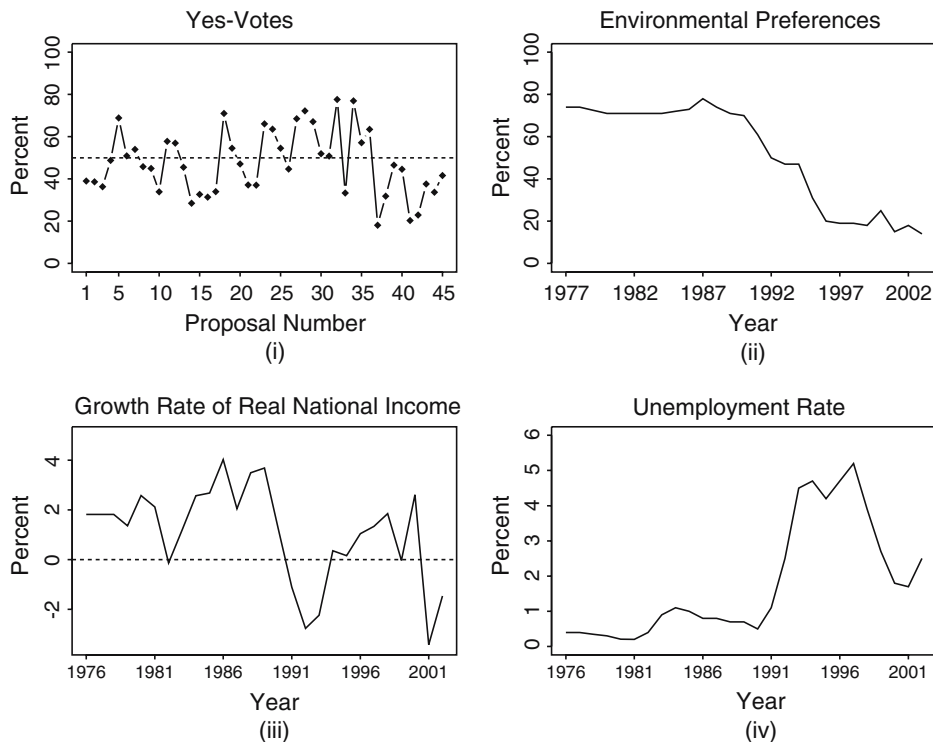 Yes-Votes
Percent
0 20 40 60 80 100
1 5 10 15 20 25 30 35 40 45
Proposal Number
(i)
Environmental Preferences
Percent
0 20 40 60 80 100
1977 1982 1987 1992 1997 2002
Year
(ii)
Growth Rate of Real National Income
Percent
-2 0 2 4
1976 1981 1986 1991 1996 2001
Year
(iii)
Unemployment Rate
Percent
0 1 2 3 4 5 6
1976 1981 1986 1991 1996 2001
Year
(iv)